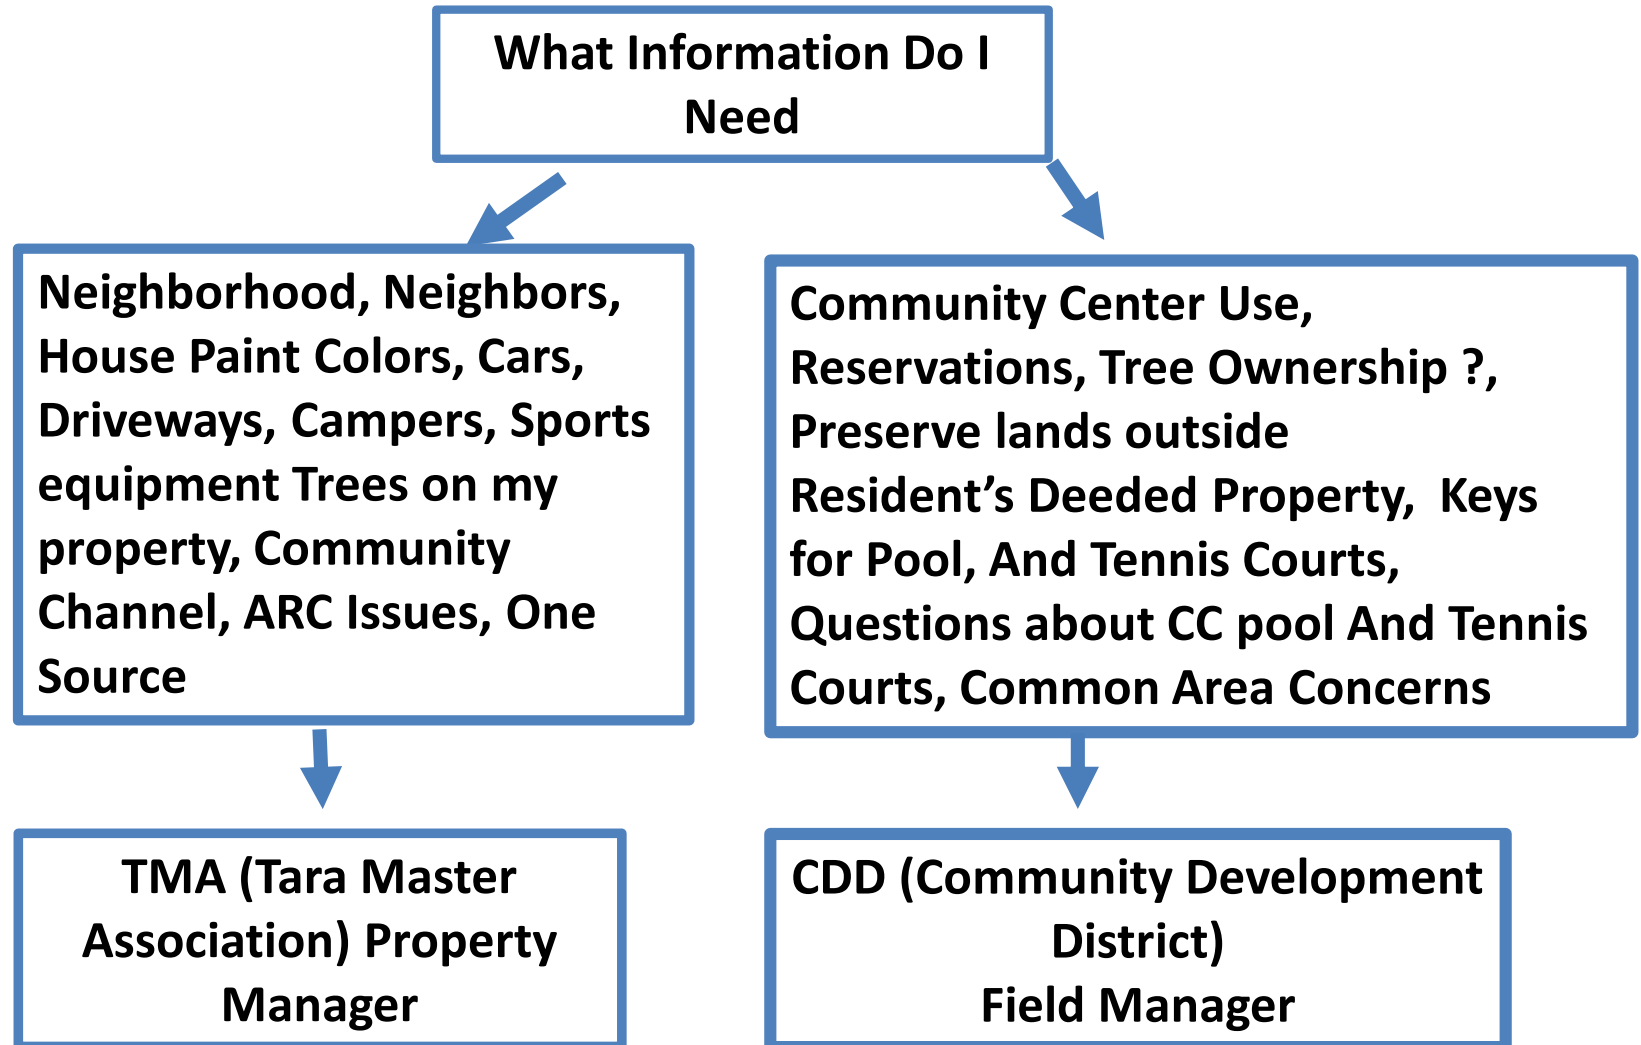 What Information Do I
Need
Neighborhood, Neighbors,
House Paint Colors, Cars,
Driveways, Campers, Sports
equipment Trees on my
property, Community
Channel, ARC Issues, One
Source
Community Center Use,
Reservations, Tree Ownership ?,
Preserve lands outside
Resident’s Deeded Property,  Keys
for Pool, And Tennis Courts,
Questions about CC pool And Tennis
Courts, Common Area Concerns
TMA (Tara Master
Association) Property
Manager
CDD (Community Development
District)
Field Manager